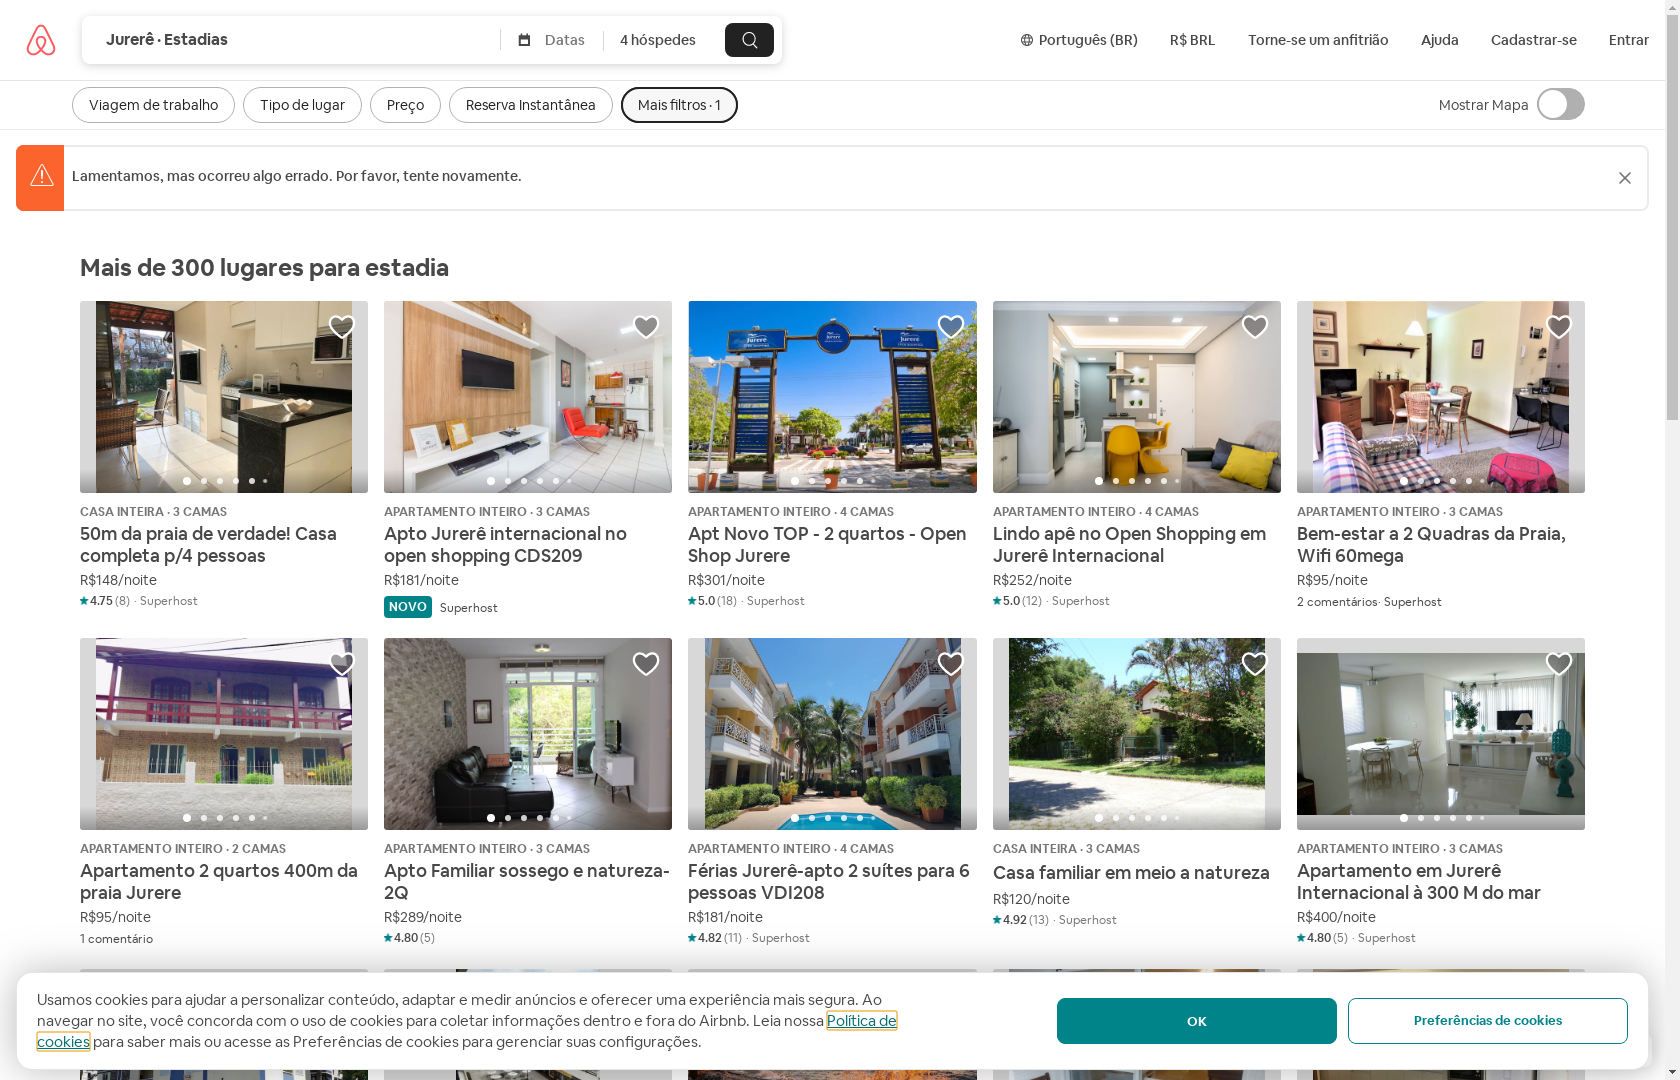 Jurerê · Estadias
Datas
4 hóspedes
Português (BR)
R$ BRL
Torne-se um anfitrião
Ajuda
Cadastrar-se
Entrar
Viagem de trabalho
Tipo de lugar
Preço
Reserva Instantânea
Mais filtros · 1
Mostrar Mapa
Lamentamos, mas ocorreu algo errado. Por favor, tente novamente.
Mais de 300 lugares para estadia
Jurerê
Jurerê
Jurerê
CASA INTEIRA · 3 CAMAS
50m da praia de verdade! Casa
completa p/4 pessoas
R$148/noite
4.75 (8) · Superhost
APARTAMENTO INTEIRO · 3 CAMAS
Apto Jurerê internacional no
open shopping CDS209
R$181/noite
NOVO Superhost
APARTAMENTO INTEIRO · 4 CAMAS
Apt Novo TOP - 2 quartos - Open
Shop Jurere
R$301/noite
5.0 (18) · Superhost
APARTAMENTO INTEIRO · 4 CAMAS
Lindo apê no Open Shopping em
Jurerê Internacional
R$252/noite
5.0 (12) · Superhost
APARTAMENTO INTEIRO · 3 CAMAS
Bem-estar a 2 Quadras da Praia,
Wifi 60mega
R$95/noite
2 comentários· Superhost
APARTAMENTO INTEIRO · 2 CAMAS
Apartamento 2 quartos 400m da
praia Jurere
R$95/noite
1 comentário
APARTAMENTO INTEIRO · 3 CAMAS
Apto Familiar sossego e natureza-
2Q
R$289/noite
4.80 (5)
APARTAMENTO INTEIRO · 4 CAMAS
Férias Jurerê-apto 2 suítes para 6
pessoas VDI208
R$181/noite
4.82 (11) · Superhost
CASA INTEIRA · 3 CAMAS
Casa familiar em meio a natureza
R$120/noite
4.92 (13) · Superhost
APARTAMENTO INTEIRO · 3 CAMAS
Apartamento em Jurerê
Internacional à 300 M do mar
R$400/noite
4.80 (5) · Superhost
Usamos cookies para ajudar a personalizar conteúdo, adaptar e medir anúncios e oferecer uma experiência mais segura. Ao
navegar no site, você concorda com o uso de cookies para coletar informações dentro e fora do Airbnb. Leia nossa Política de
cookies para saber mais ou acesse as Preferências de cookies para gerenciar suas configurações.
OK
Preferências de cookies